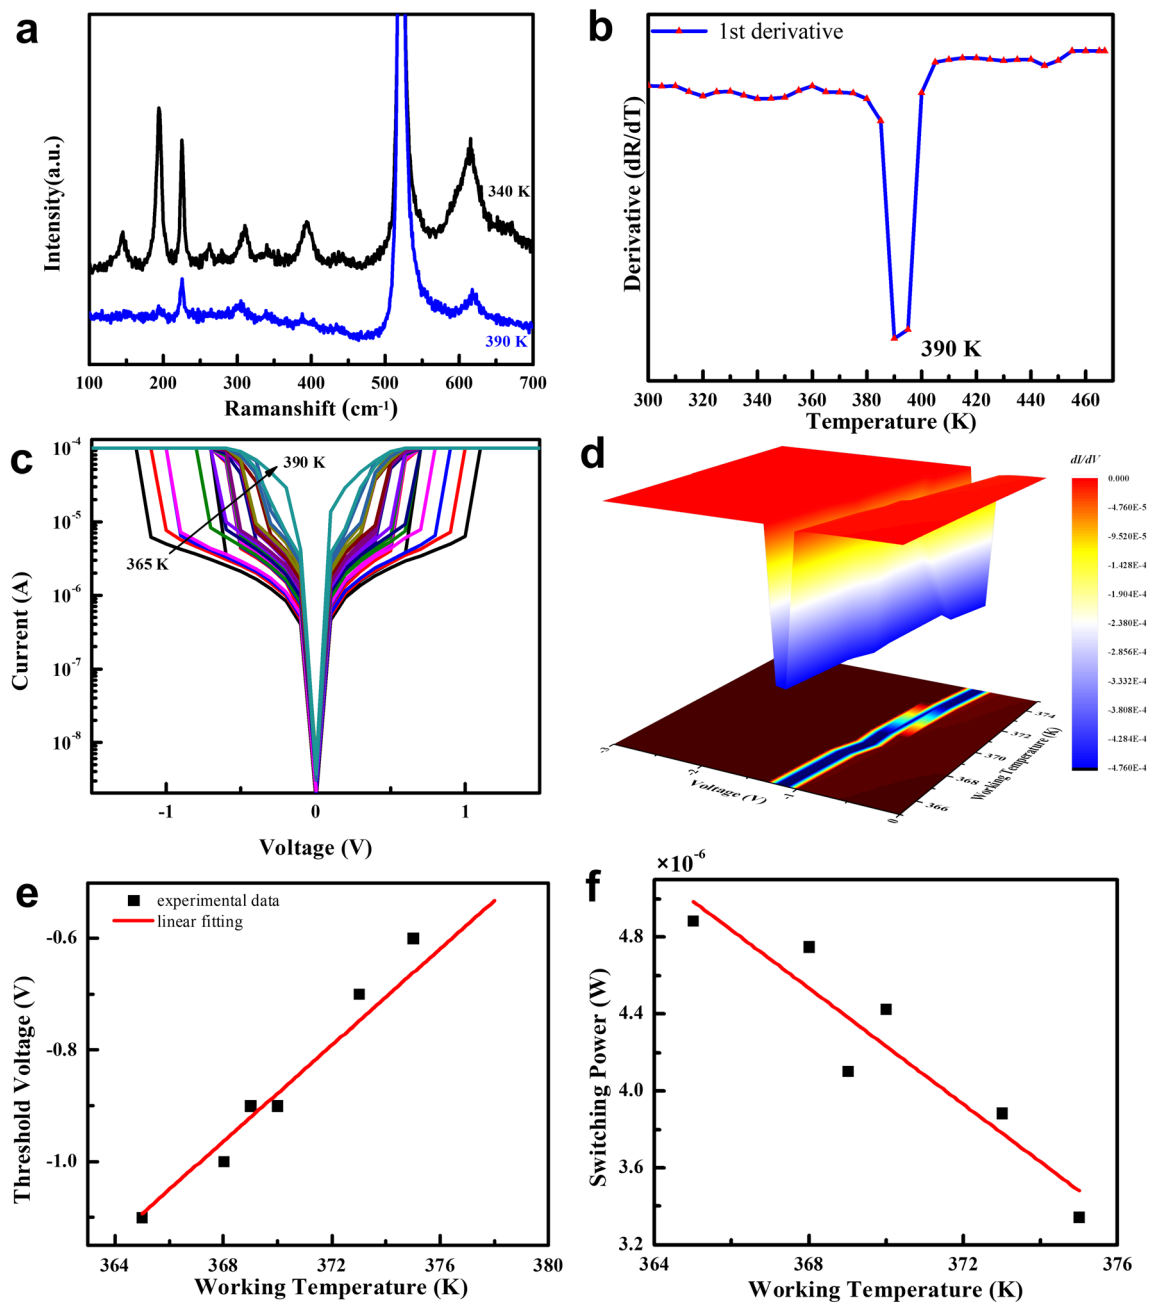 a
340 K
390 K
Intensity(a.u.)
100 200 300 400 500 600 700
Ramanshift (cm-1)
b
1st derivative
390 K
Derivative (dR/dT)
300 320 340 360 380 400 420 440 460
Temperature (K)
c
10-4
10-5
10-6
10-7
10-8
390 K
365 K
Current (A)
-1 0 1
Voltage (V)
d
dI/dV
0.000
-4.760E-5
-9.520E-5
-1.428E-4
-1.904E-4
-2.380E-4
-2.856E-4
-3.332E-4
-3.808E-4
-4.284E-4
-4.760E-4
374
372
370
368
366
Working Temperature (K)
-3
-2
-1
0
Voltage (V)
e
experimental data
linear fitting
-0.6
-0.8
-1.0
Threshold Voltage (V)
364 368 372 376 380
Working Temperature (K)
f
×10-6
4.8
4.4
4.0
3.6
3.2
Switching Power (W)
364 368 372 376
Working Temperature (K)